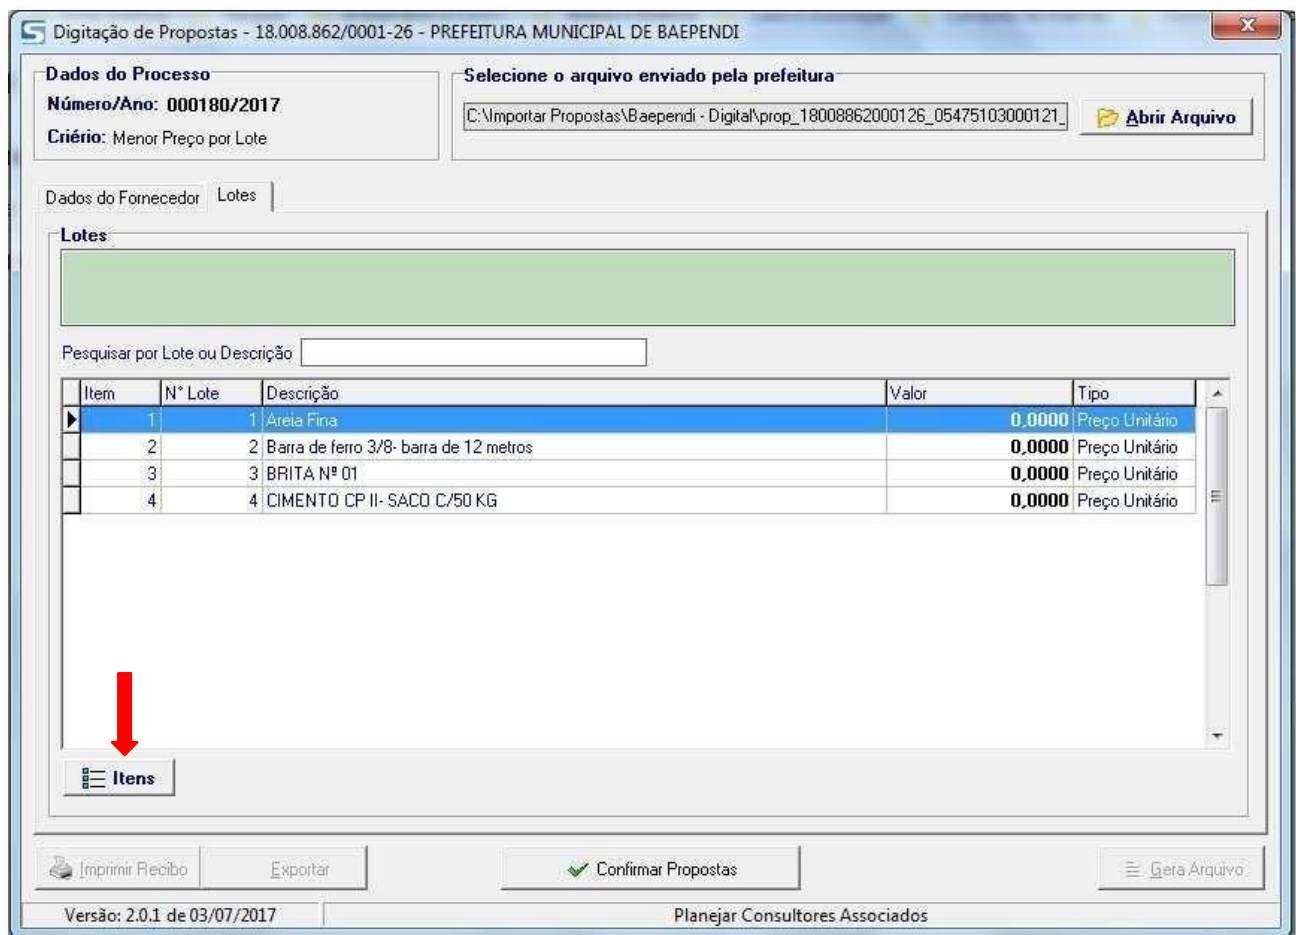 Digitação de Propostas - 18.008.862/0001-26 - PREFEITURA MUNICIPAL DE BAEPENDI
Dados do Processo
Número/Ano: 000180/2017
Criério: Menor Preço por Lote
Selecione o arquivo enviado pela prefeitura
C:\Importar Propostas\Baependi - Digital\prop_18008862000126_05475103000121_
Abrir Arquivo
Dados do Fornecedor Lotes
Lotes
Pesquisar por Lote ou Descrição
Item N° Lote Descrição Valor Tipo
1 1 Areia Fina 0,0000 Preço Unitário
2 2 Barra de ferro 3/8- barra de 12 metros 0,0000 Preço Unitário
3 3 BRITA Nº 01 0,0000 Preço Unitário
4 4 CIMENTO CP II- SACO C/50 KG 0,0000 Preço Unitário
Itens
Imprimir Recibo Exportar Confirmar Propostas Gera Arquivo
Versão: 2.0.1 de 03/07/2017 Planejar Consultores Associados